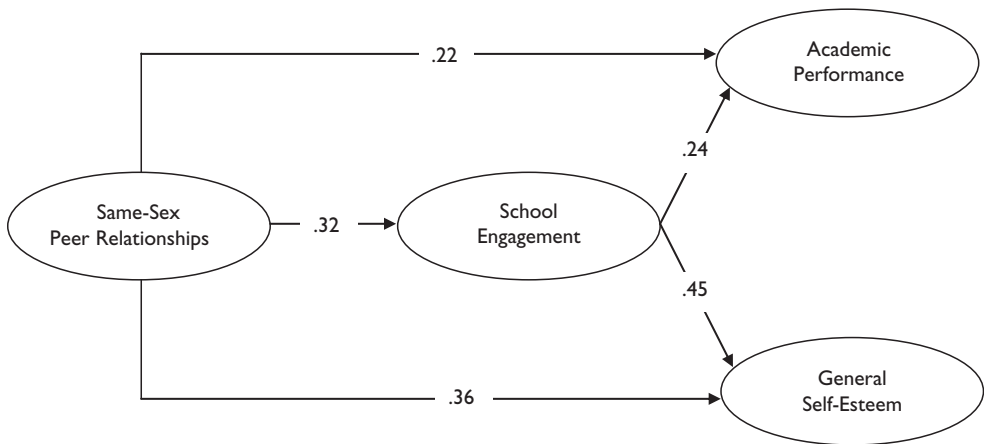 .22
Academic
Performance
.24
Same-Sex
Peer Relationships
.32
School
Engagement
.45
.36
General
Self-Esteem